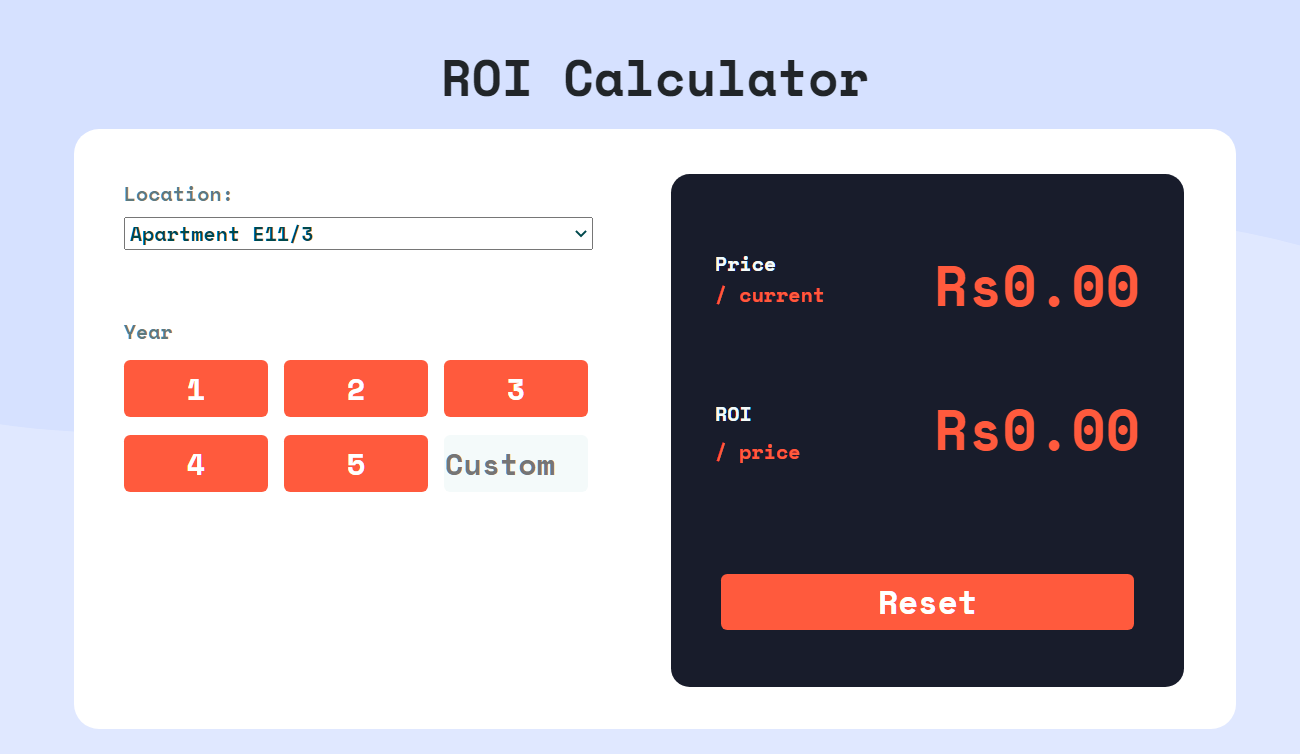 ROI Calculator
Location:
Apartment E11/3
Year
1 2 3
4 5 Custom
Price
/ current
Rs0.00
ROI
/ price
Rs0.00
Reset